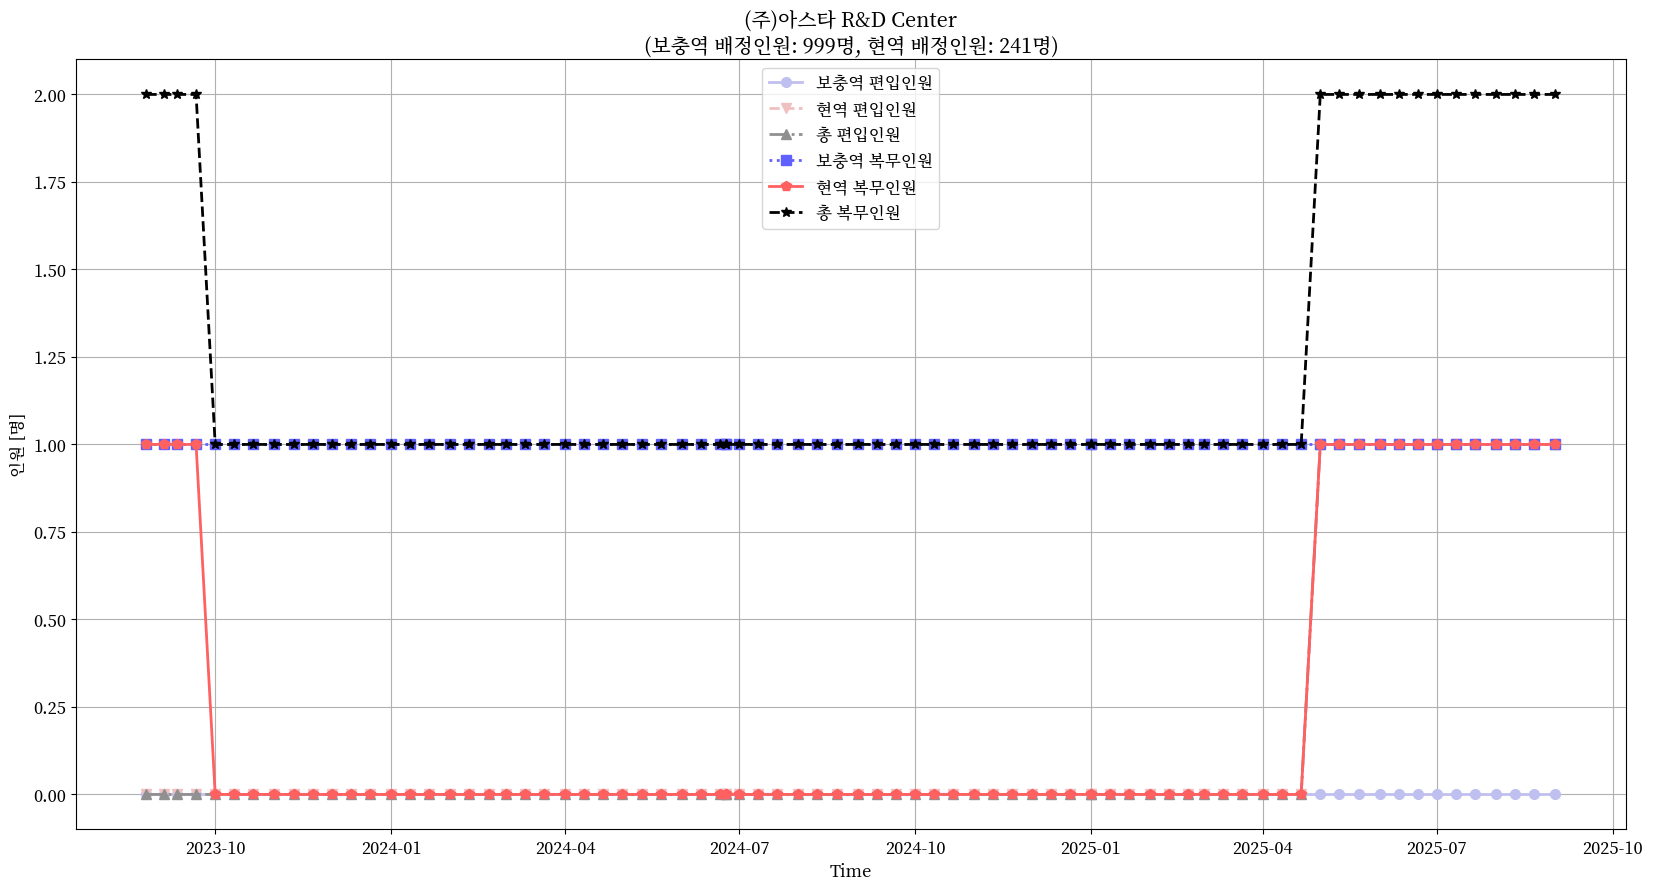 (주)아스타 R&D Center
(보충역 배정인원: 999명, 현역 배정인원: 241명)
보충역 편입인원
현역 편입인원
총 편입인원
보충역 복무인원
현역 복무인원
총 복무인원
인원 [명]
2.00
1.75
1.50
1.25
1.00
0.75
0.50
0.25
0.00
2023-10
2024-01
2024-04
2024-07
2024-10
2025-01
2025-04
2025-07
2025-10
Time